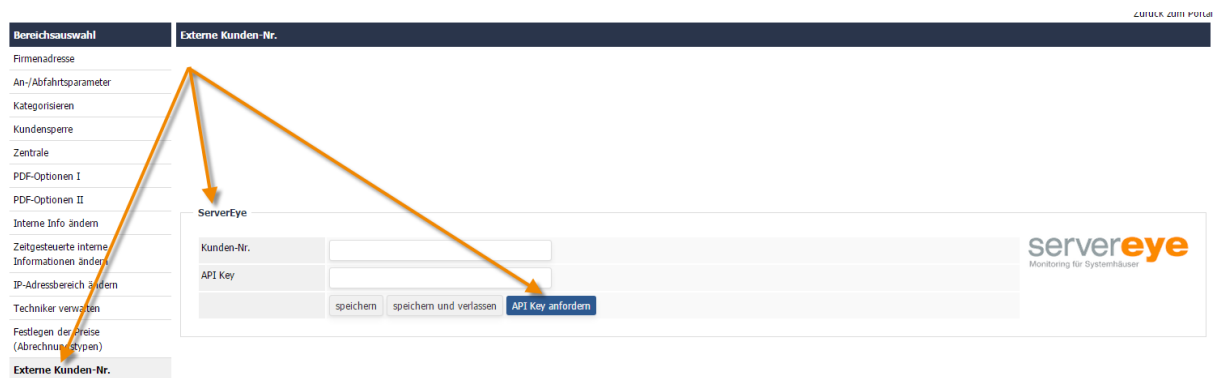 Zurück zum Portal
Bereichsauswahl
Externe Kunden-Nr.
Firmenadresse
An-/Abfahrtsparameter
Kategorisieren
Kundensperre
Zentrale
PDF-Optionen I
PDF-Optionen II
Interne Info ändern
Zeitgesteuerte interne
Informationen ändern
IP-Adressbereich ändern
Techniker verwalten
Festlegen der Preise
(Abrechnungstypen)
Externe Kunden-Nr.
ServerEye
Kunden-Nr.
API Key
speichern speichern und verlassen API Key anfordern
servereye
Monitoring für Systemhäuser